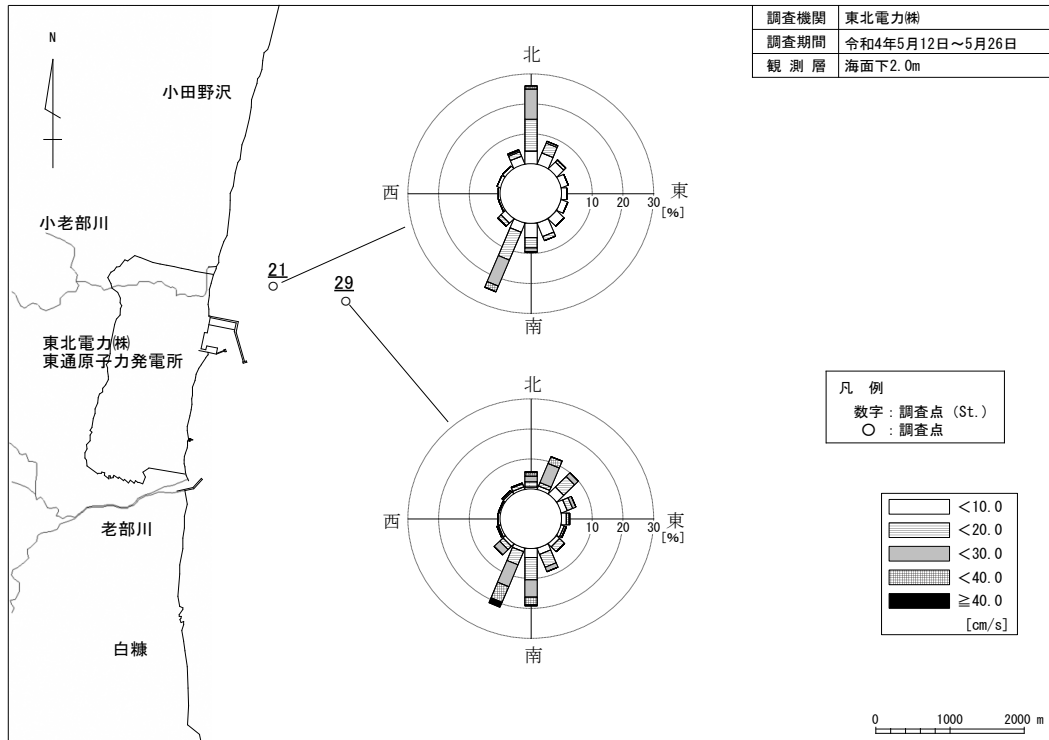 調査機関 東北電力㈱
調査期間 令和4年5月12日～5月26日
観測層 海面下2.0m
N
小田野沢
小老部川
東北電力㈱
東通原子力発電所
老部川
白糠
21
29
北
西
東
10 20 30
[%]
南
北
西
東
10 20 30
[%]
南
凡 例
数字：調査点 (St.)
○ ：調査点
＜10.0
＜20.0
＜30.0
＜40.0
≧40.0
[cm/s]
0 1000 2000 m